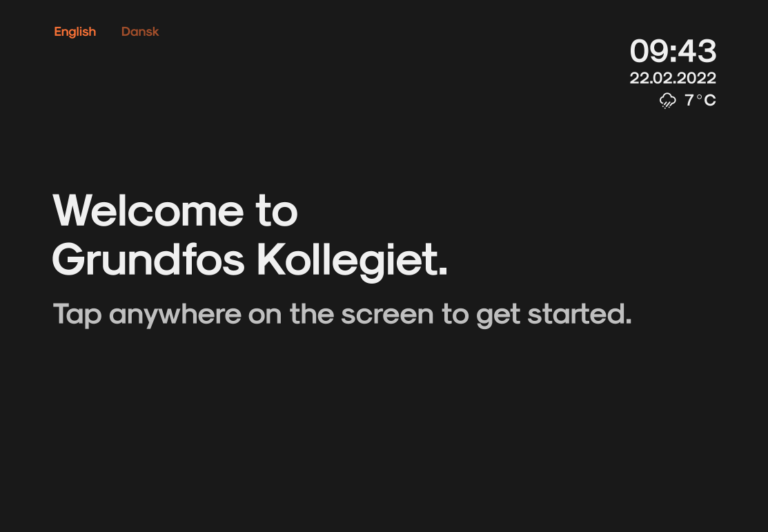 English Dansk
09:43
22.02.2022
7°C
Welcome to
Grundfos Kollegiet.
Tap anywhere on the screen to get started.